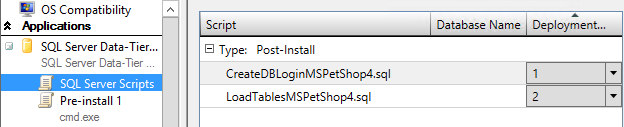 OS Compatibility
Applications
SQL Server Data-Tier...
SQL Server Data-Tier ...
SQL Server Scripts
Pre-install 1
cmd.exe
Script Database Name Deployment...
Type: Post-Install
CreateDBLoginMSPetShop4.sql 1
LoadTablesMSPetShop4.sql 2